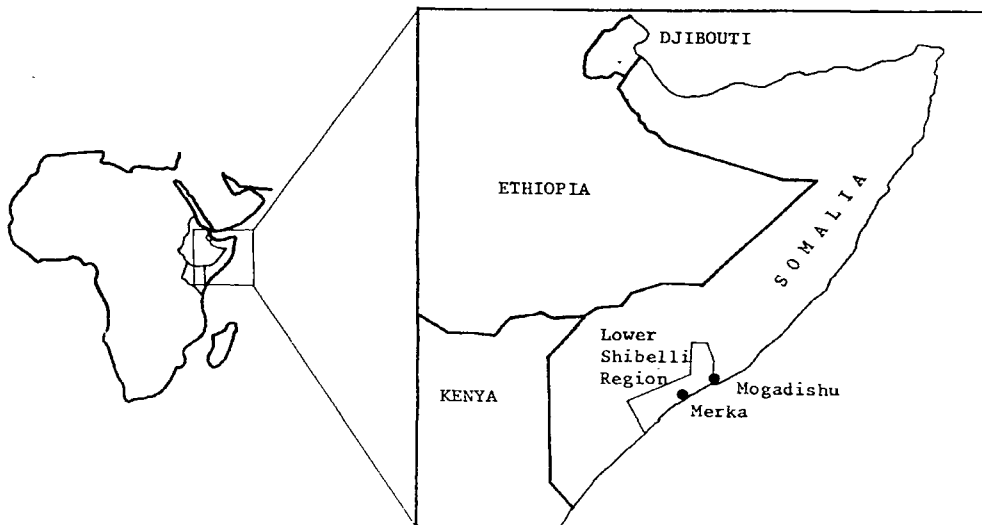 DJIBOUTI
ETHIOPIA
SOMALIA
Lower
Shibelli
Region
KENYA
Mogadishu
Merka